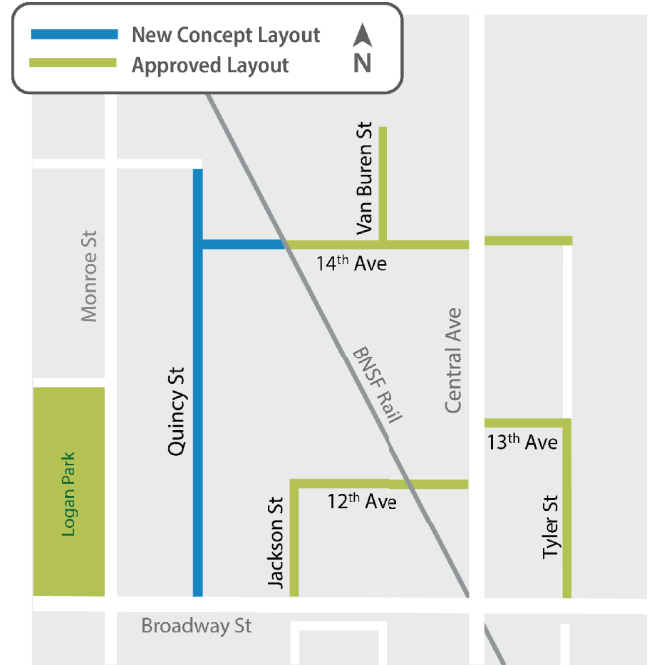 New Concept Layout
Approved Layout
N
Van Buren St
Monroe St
14th Ave
Central Ave
BNSF Rail
Quincy St
13th Ave
Logan Park
12th Ave
Jackson St
Tyler St
Broadway St